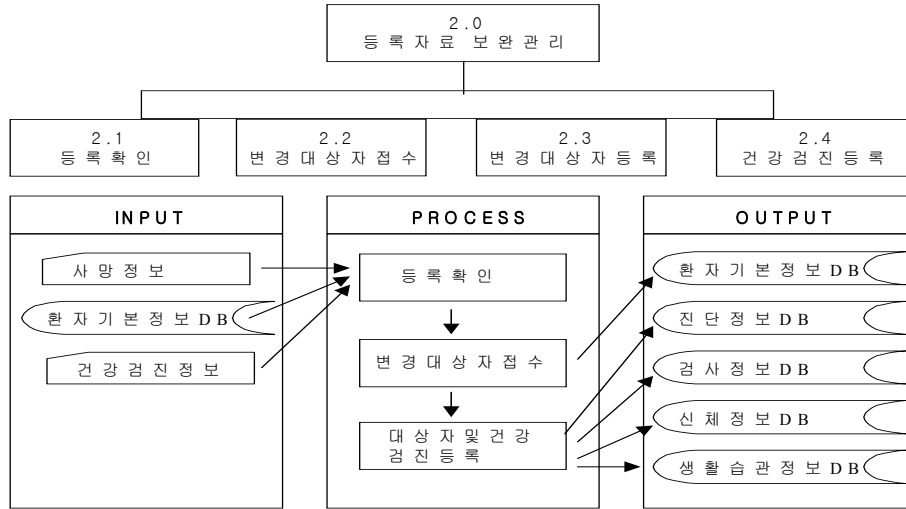 2.0
등록자료 보완관리
2.1
등록확인
2.2
변경대상자접수
2.3
변경대상자등록
2.4
건강검진등록
INPUT
사망정보
환자기본정보DB
건강검진정보
PROCESS
등록확인
변경대상자접수
대상자및건강
검진등록
OUTPUT
환자기본정보DB
진단정보DB
검사정보DB
신체정보DB
생활습관정보DB